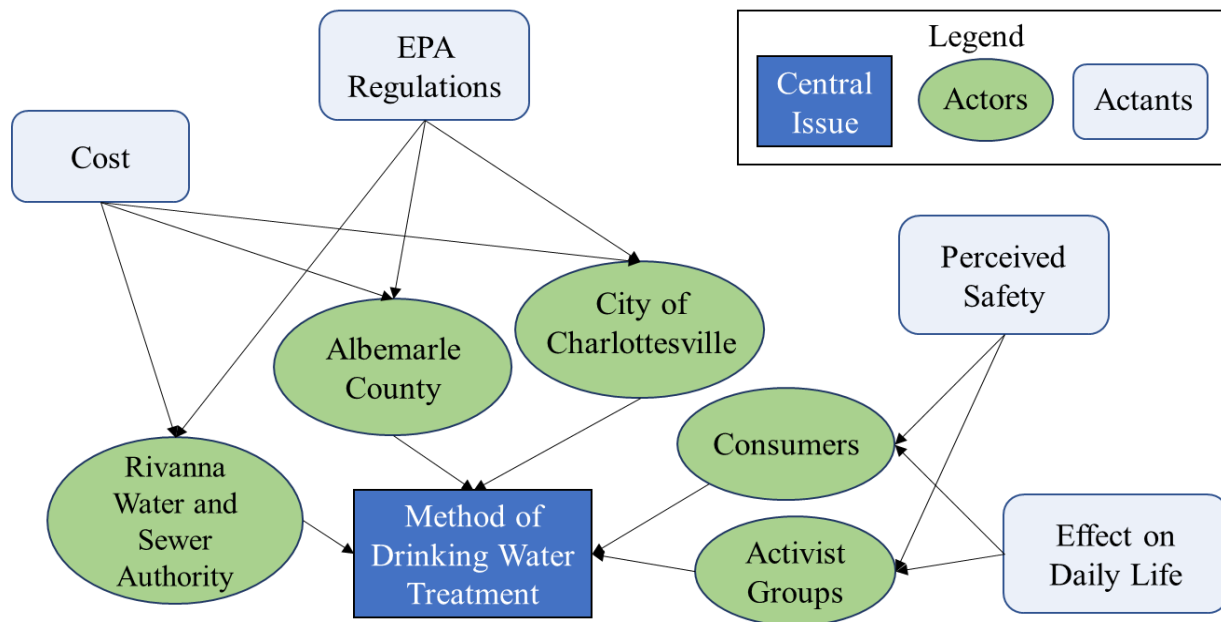 EPA
Regulations
Legend
Central
Issue
Actors
Actants
Cost
Perceived
Safety
City of
Charlottesville
Albemarle
County
Consumers
Rivanna
Water and
Sewer
Authority
Method of
Drinking Water
Treatment
Activist
Groups
Effect on
Daily Life